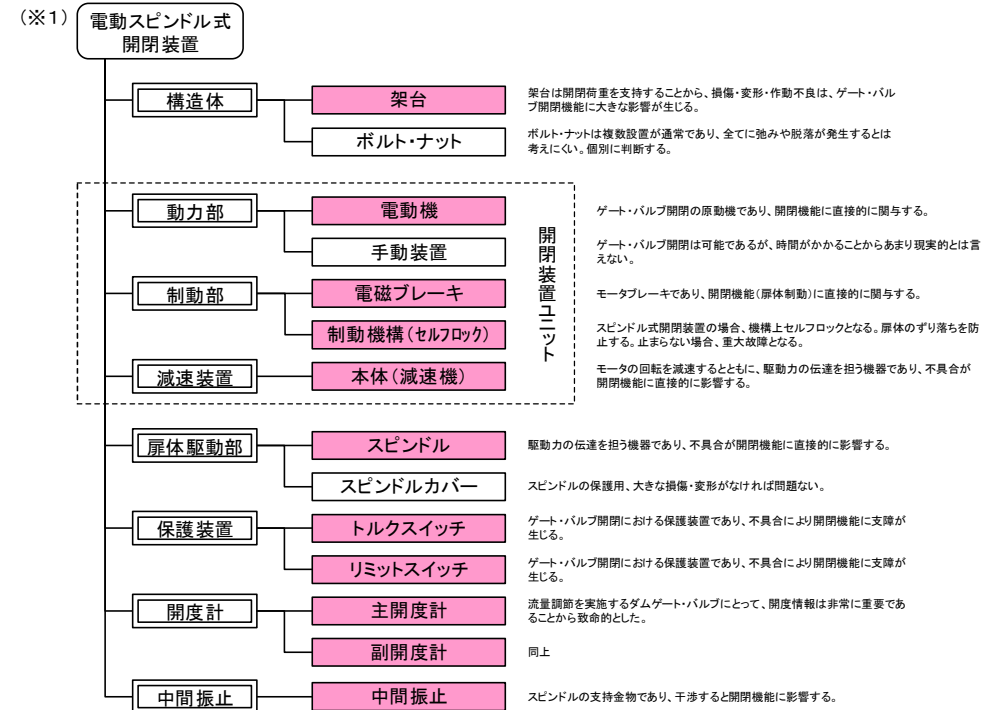 (※1)
電動スピンドル式
開閉装置
構造体
架台
架台は開閉荷重を支持することから、損傷・変形・作動不良は、ゲート・バル
ブ開閉機能に大きな影響が生じる。
ボルト・ナット
ボルト・ナットは複数設置が通常であり、全てに弛みや脱落が発生するとは
考えにくい。個別に判断する。
開閉装置ユニット
動力部
電動機
ゲート・バルブ開閉の原動機であり、開閉機能に直接的に関与する。
手動装置
ゲート・バルブ開閉は可能であるが、時間がかかることからあまり現実的とは言
えない。
制動部
電磁ブレーキ
モータブレーキであり、開閉機能(扉体制動)に直接的に関与する。
制動機構(セルフロック)
スピンドル式開閉装置の場合、機構上セルフロックとなる。扉体のずり落ちを防
止する。止まらない場合、重大故障となる。
減速装置
本体(減速機)
モータの回転を減速するとともに、駆動力の伝達を担う機器であり、不具合が
開閉機能に直接的に影響する。
扉体駆動部
スピンドル
駆動力の伝達を担う機器であり、不具合が開閉機能に直接的に影響する。
スピンドルカバー
スピンドルの保護用、大きな損傷・変形がなければ問題ない。
保護装置
トルクスイッチ
ゲート・バルブ開閉における保護装置であり、不具合により開閉機能に支障が
生じる。
リミットスイッチ
ゲート・バルブ開閉における保護装置であり、不具合により開閉機能に支障が
生じる。
開度計
主開度計
流量調節を実施するダムゲート・バルブにとって、開度情報は非常に重要であ
ることから致命的とした。
副開度計
同上
中間振止
中間振止
スピンドルの支持金物であり、干渉すると開閉機能に影響する。